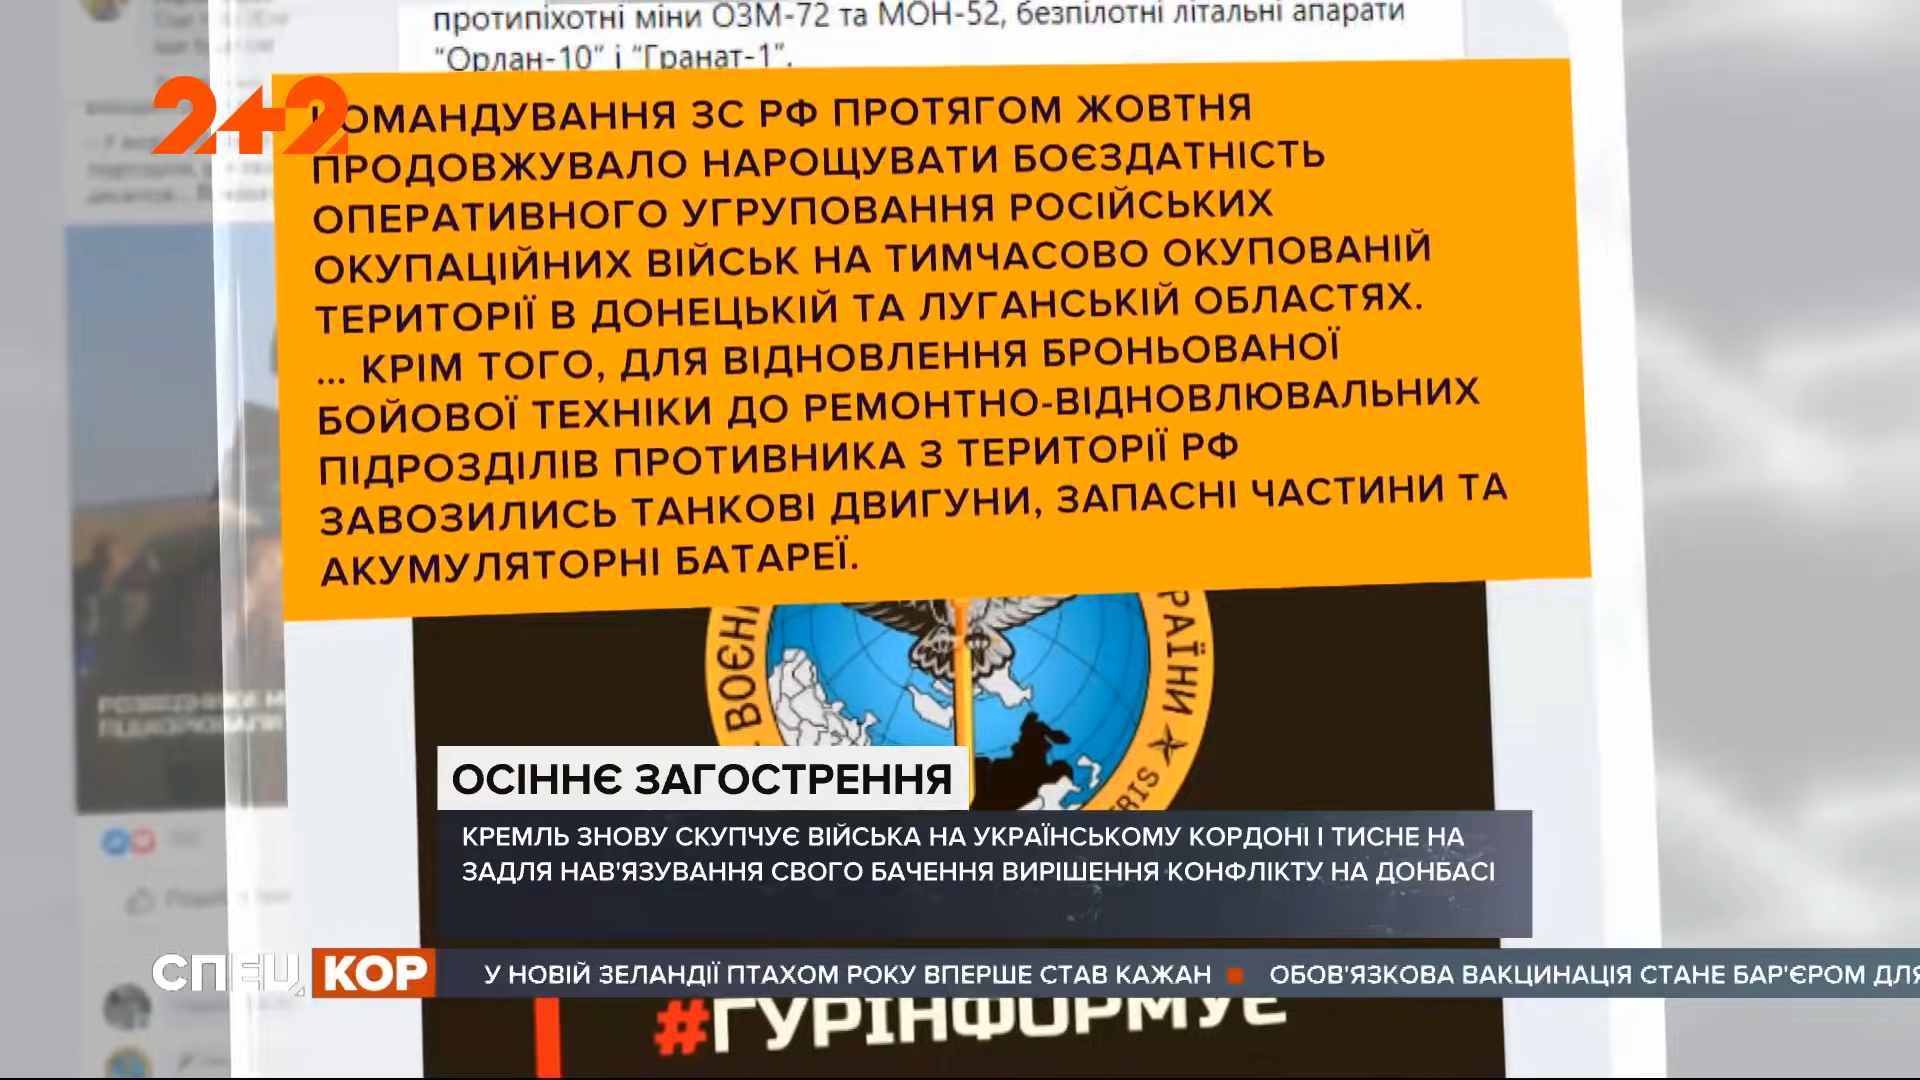 протипіхотні міни ОЗМ-72 та МОН-52, безпілотні літальні апарати
"Орлан-10" і "Гранат-1".
2+2
КОМАНДУВАННЯ ЗС РФ ПРОТЯГОМ ЖОВТНЯ
ПРОДОВЖУВАЛО НАРОЩУВАТИ БОЄЗДАТНІСТЬ
ОПЕРАТИВНОГО УГРУПОВАННЯ РОСІЙСЬКИХ
ОКУПАЦІЙНИХ ВІЙСЬК НА ТИМЧАСОВО ОКУПОВАНІЙ
ТЕРИТОРІЇ В ДОНЕЦЬКІЙ ТА ЛУГАНСЬКІЙ ОБЛАСТЯХ.
... КРІМ ТОГО, ДЛЯ ВІДНОВЛЕННЯ БРОНЬОВАНОЇ
БОЙОВОЇ ТЕХНІКИ ДО РЕМОНТНО-ВІДНОВЛЮВАЛЬНИХ
ПІДРОЗДІЛІВ ПРОТИВНИКА З ТЕРИТОРІЇ РФ
ЗАВОЗИЛИСЬ ТАНКОВІ ДВИГУНИ, ЗАПАСНІ ЧАСТИНИ ТА
АКУМУЛЯТОРНІ БАТАРЕЇ.
ОСІННЄ ЗАГОСТРЕННЯ
КРЕМЛЬ ЗНОВУ СКУПЧУЄ ВІЙСЬКА НА УКРАЇНСЬКОМУ КОРДОНІ І ТИСНЕ НА
ЗАДЛЯ НАВ'ЯЗУВАННЯ СВОГО БАЧЕННЯ ВИРІШЕННЯ КОНФЛІКТУ НА ДОНБАСІ
СПЕЦКОР
У НОВІЙ ЗЕЛАНДІЇ ПТАХОМ РОКУ ВПЕРШЕ СТАВ КАЖАН ■ ОБОВ'ЯЗКОВА ВАКЦИНАЦІЯ СТАНЕ БАР'ЄРОМ ДЛЯ
#ГУРІНФОРМУЄ